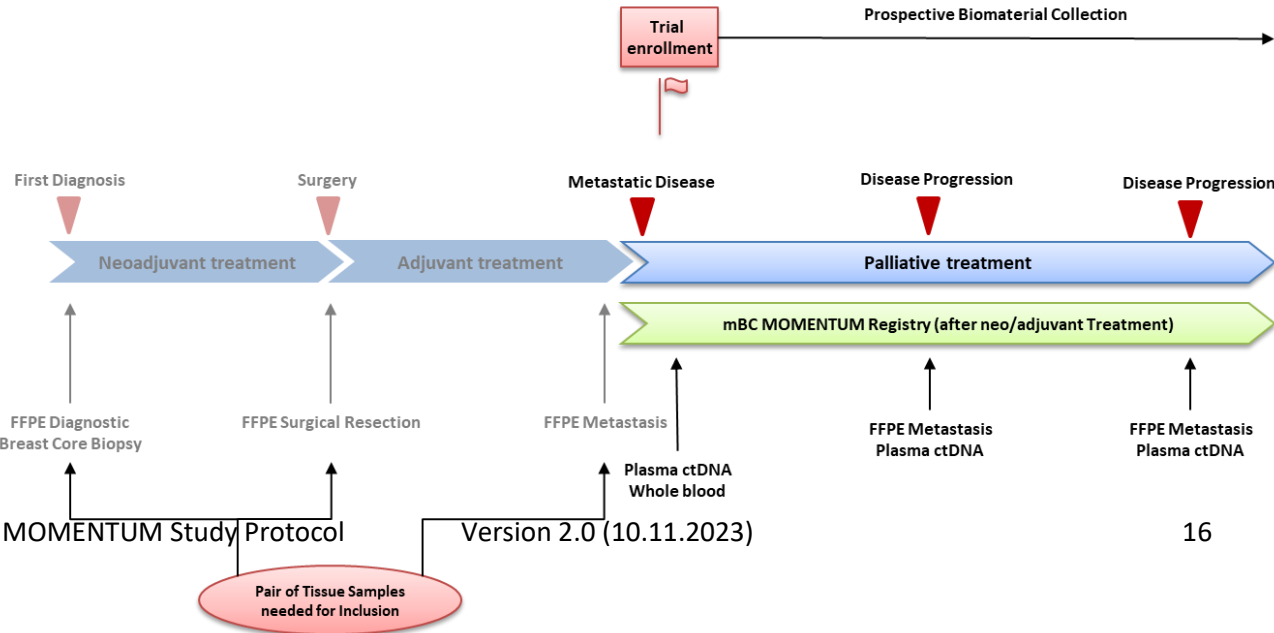 Prospective Biomaterial Collection
Trial
enrollment
First Diagnosis
Surgery
Metastatic Disease
Disease Progression
Disease Progression
Neoadjuvant treatment
Adjuvant treatment
Palliative treatment
mBC MOMENTUM Registry (after neo/adjuvant Treatment)
FFPE Diagnostic
Breast Core Biopsy
FFPE Surgical Resection
FFPE Metastasis
Plasma ctDNA
Whole blood
FFPE Metastasis
Plasma ctDNA
FFPE Metastasis
Plasma ctDNA
MOMENTUM Study Protocol
Version 2.0 (10.11.2023)
16
Pair of Tissue Samples
needed for Inclusion